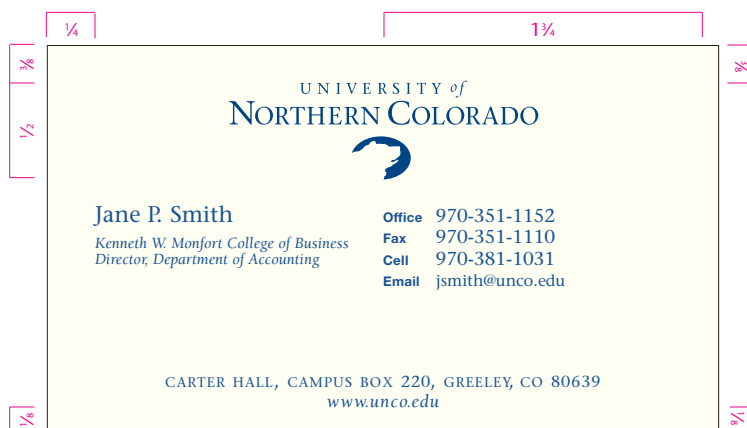 ¼
1¾
⅜
⅜
½
UNIVERSITY of
NORTHERN COLORADO
Jane P. Smith
Kenneth W. Monfort College of Business
Director, Department of Accounting
Office 970-351-1152
Fax 970-351-1110
Cell 970-381-1031
Email jsmith@unco.edu
CARTER HALL, CAMPUS BOX 220, GREELEY, CO 80639
www.unco.edu
⅛
⅛